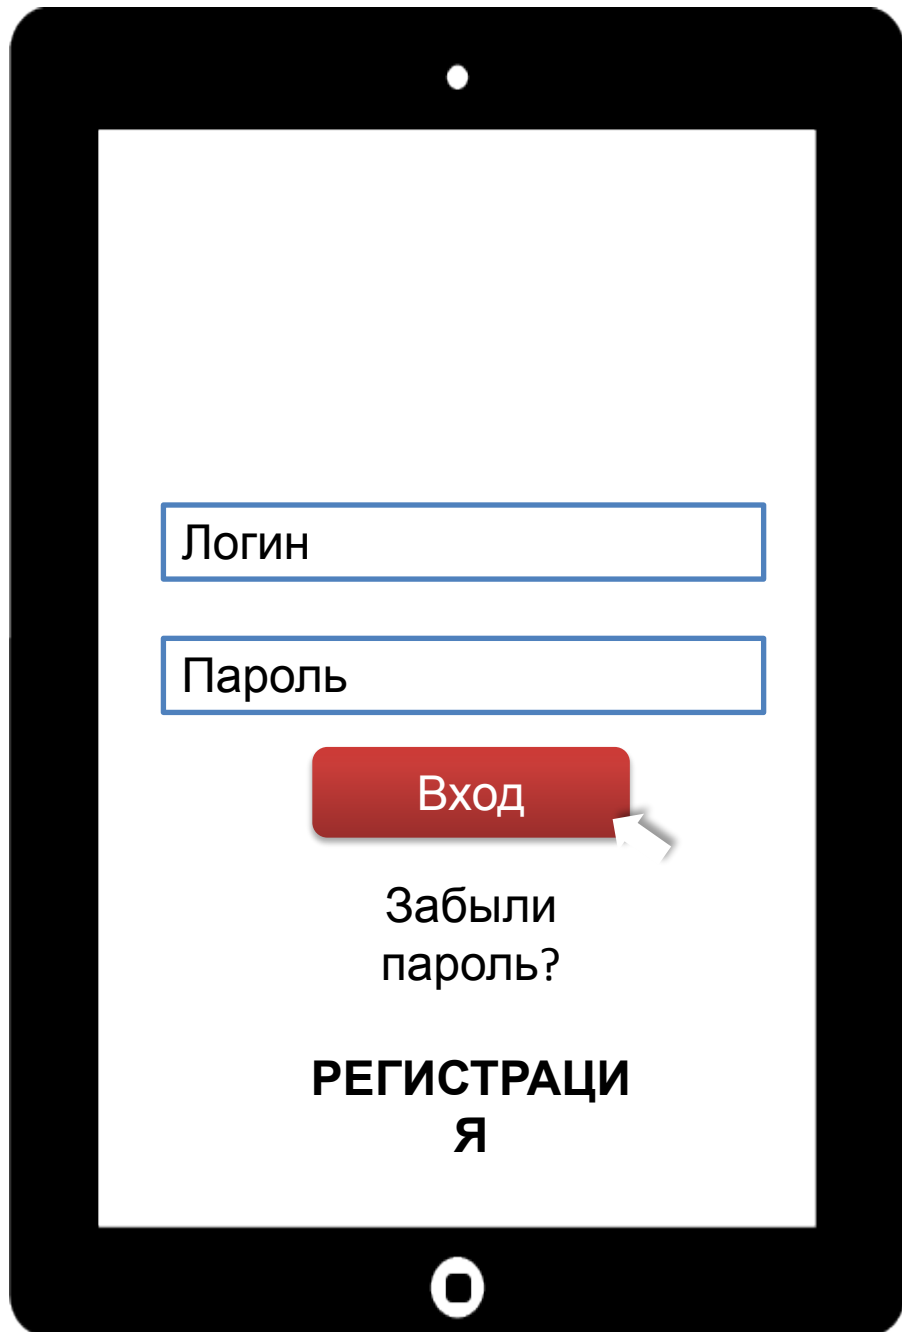 Логин
Пароль
Вход
Забыли
пароль?
РЕГИСТРАЦИ
Я